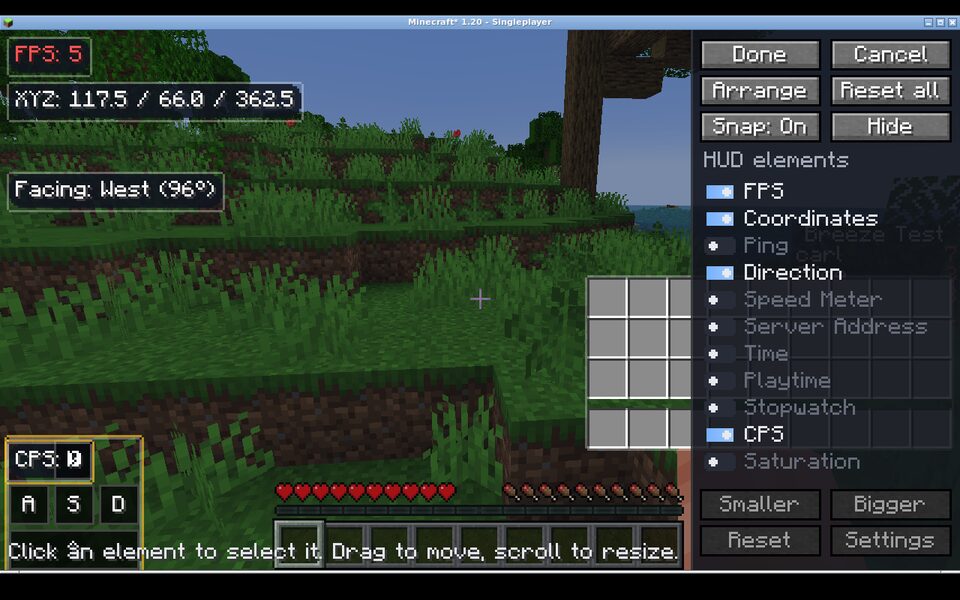 Minecraft* 1.20 - Singleplayer
FPS: 5
XYZ: 117.5 / 66.0 / 362.5
Facing: West (96°)
Done
Cancel
Arrange
Reset all
Snap: On
Hide
HUD elements
FPS
Coordinates
Ping
Direction
Speed Meter
Server Address
Time
Playtime
Stopwatch
CPS
Saturation
Breeze Test
Smaller
Bigger
Reset
Settings
CPS: 0
A S D
Click an element to select it. Drag to move, scroll to resize.